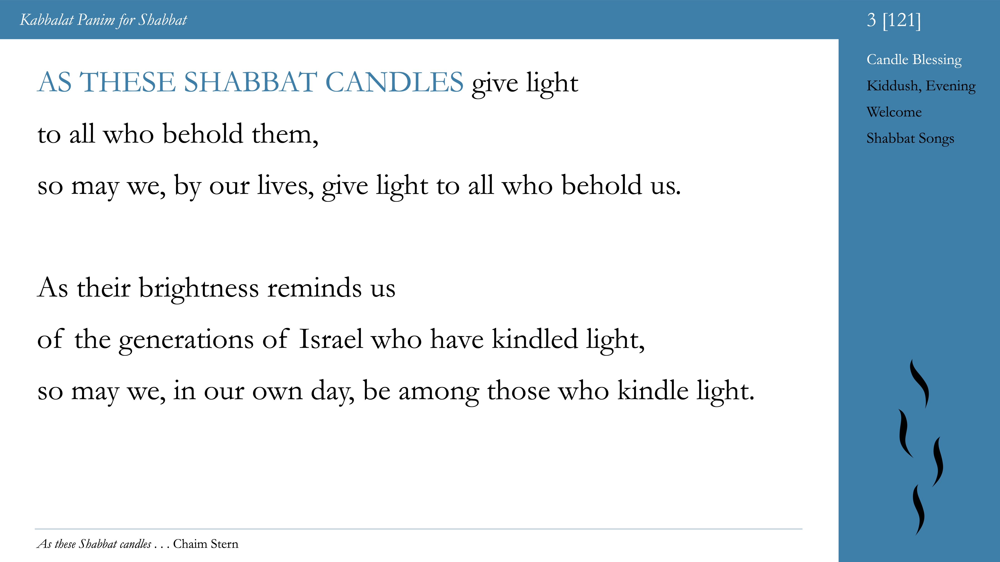 Kabbalat Panim for Shabbat
3 [121]
AS THESE SHABBAT CANDLES give light
to all who behold them,
so may we, by our lives, give light to all who behold us.
As their brightness reminds us
of the generations of Israel who have kindled light,
so may we, in our own day, be among those who kindle light.
As these Shabbat candles . . . Chaim Stern
Candle Blessing
Kiddush, Evening
Welcome
Shabbat Songs